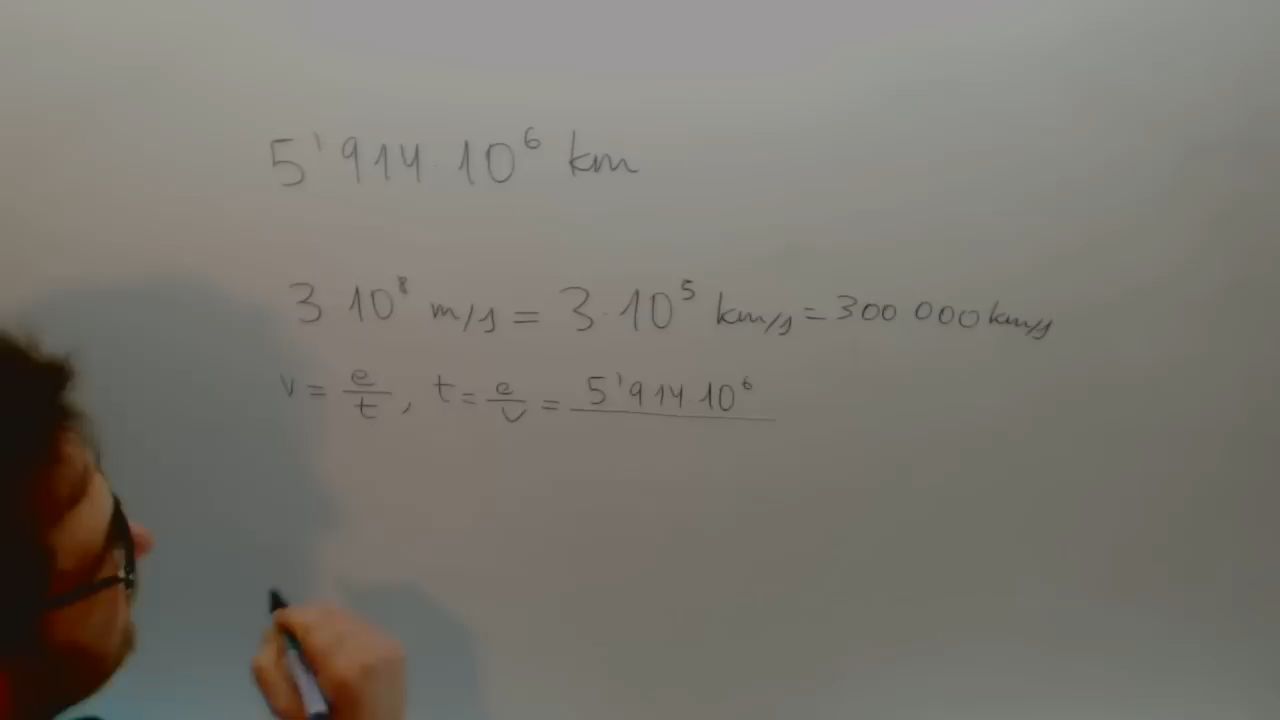 5'914·10⁶ km
3 10⁸ m/s = 3·10⁵ km/s = 300 000 km/s
v = e/t, t = e/v = 5'914·10⁶